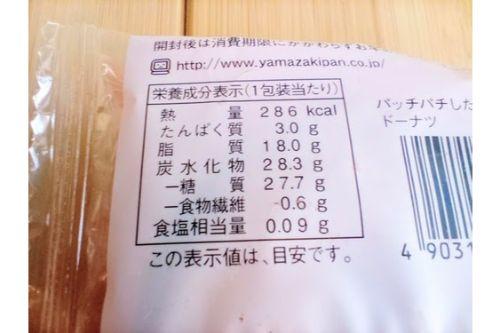 開封後は消費期限にかかわらずお早
http://www.yamazakipan.co.jp/
栄養成分表示(1包装当たり)
熱量 286 kcal
たんぱく質 3.0 g
脂質 18.0 g
炭水化物 28.3 g
－糖質 27.7 g
－食物繊維 0.6 g
食塩相当量 0.09 g
この表示値は、目安です。
パッチパチした
ドーナツ
4 9031